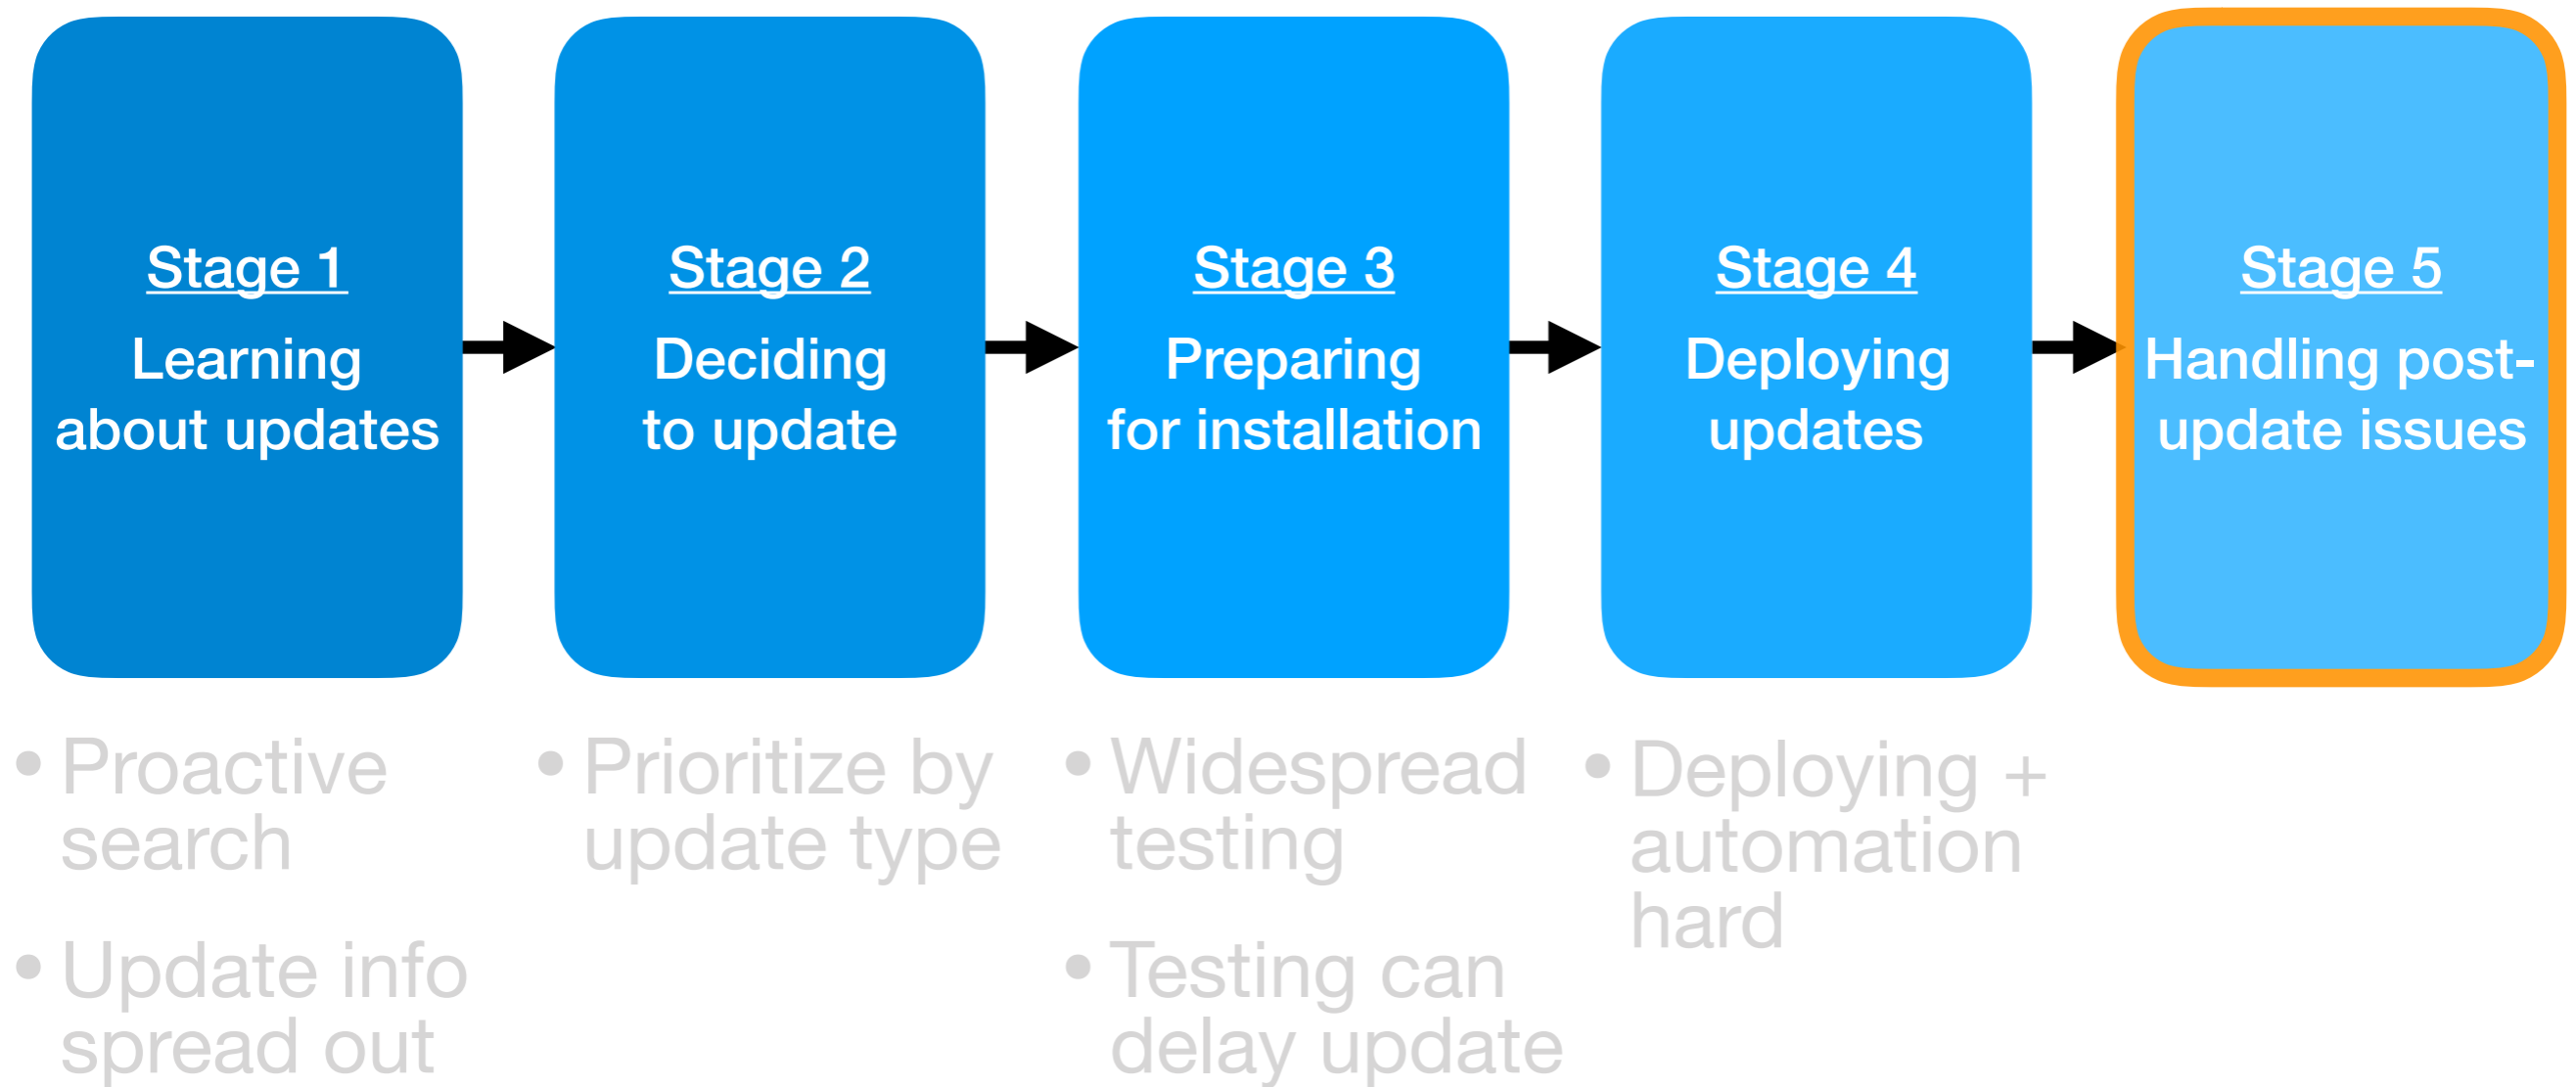 Stage 1
Learning
about updates
Stage 2
Deciding
to update
Stage 3
Preparing
for installation
Stage 4
Deploying
updates
Stage 5
Handling post-
update issues
• Proactive
search
• Update info
spread out
• Prioritize by
update type
• Widespread
testing
• Testing can
delay update
• Deploying +
automation
hard